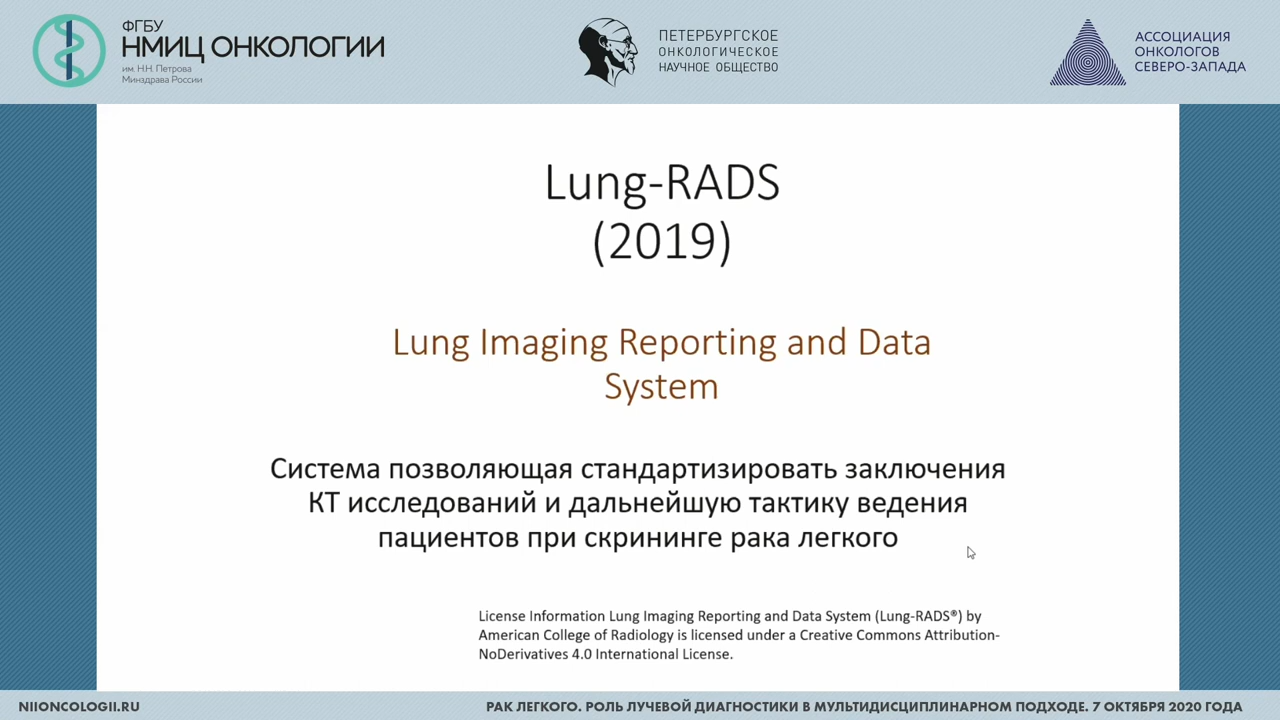 ФГБУ
НМИЦ ОНКОЛОГИИ
им. Н.Н. Петрова
Минздрава России
ПЕТЕРБУРГСКОЕ
ОНКОЛОГИЧЕСКОЕ
НАУЧНОЕ ОБЩЕСТВО
АССОЦИАЦИЯ
ОНКОЛОГОВ
СЕВЕРО-ЗАПАДА
Lung-RADS
(2019)
Lung Imaging Reporting and Data
System
Система позволяющая стандартизировать заключения
КТ исследований и дальнейшую тактику ведения
пациентов при скрининге рака легкого
License Information Lung Imaging Reporting and Data System (Lung-RADS®) by
American College of Radiology is licensed under a Creative Commons Attribution-
NoDerivatives 4.0 International License.
NIIONCOLOGII.RU
РАК ЛЕГКОГО. РОЛЬ ЛУЧЕВОЙ ДИАГНОСТИКИ В МУЛЬТИДИСЦИПЛИНАРНОМ ПОДХОДЕ. 7 ОКТЯБРЯ 2020 ГОДА